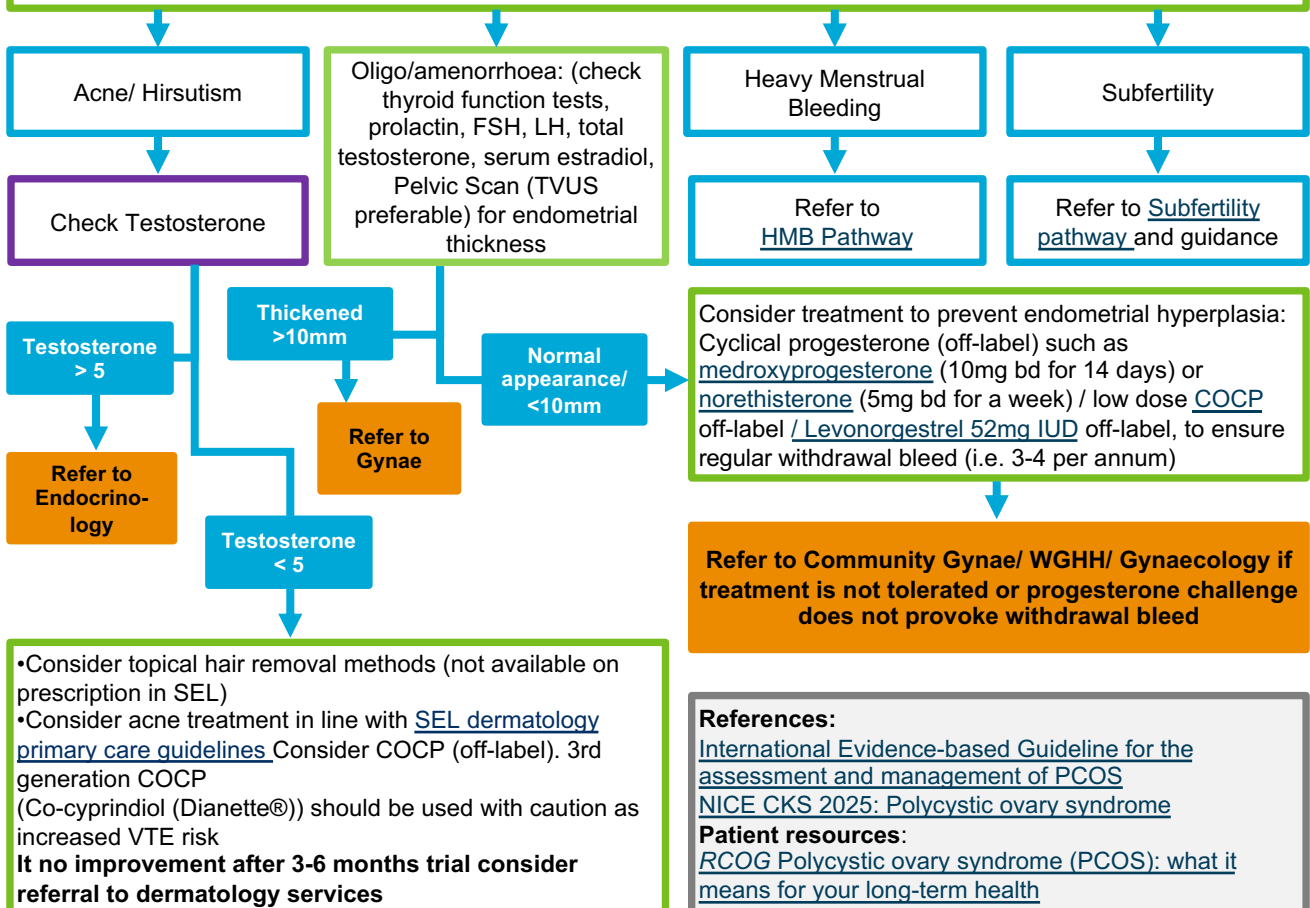 Acne/ Hirsutism
Oligo/amenorrhoea: (check
thyroid function tests,
prolactin, FSH, LH, total
testosterone, serum estradiol,
Pelvic Scan (TVUS
preferable) for endometrial
thickness
Heavy Menstrual
Bleeding
Subfertility
Check Testosterone
Refer to
HMB Pathway
Refer to Subfertility
pathway and guidance
Testosterone
> 5
Thickened
>10mm
Normal
appearance/
<10mm
Consider treatment to prevent endometrial hyperplasia:
Cyclical progesterone (off-label) such as
medroxyprogesterone (10mg bd for 14 days) or
norethisterone (5mg bd for a week) / low dose COCP
off-label / Levonorgestrel 52mg IUD off-label, to ensure
regular withdrawal bleed (i.e. 3-4 per annum)
Refer to
Endocrino-
logy
Refer to
Gynae
Testosterone
< 5
Refer to Community Gynae/ WGHH/ Gynaecology if
treatment is not tolerated or progesterone challenge
does not provoke withdrawal bleed
•Consider topical hair removal methods (not available on
prescription in SEL)
•Consider acne treatment in line with SEL dermatology
primary care guidelines Consider COCP (off-label). 3rd
generation COCP
(Co-cyprindiol (Dianette®)) should be used with caution as
increased VTE risk
It no improvement after 3-6 months trial consider
referral to dermatology services
References:
International Evidence-based Guideline for the
assessment and management of PCOS
NICE CKS 2025: Polycystic ovary syndrome
Patient resources:
RCOG Polycystic ovary syndrome (PCOS): what it
means for your long-term health